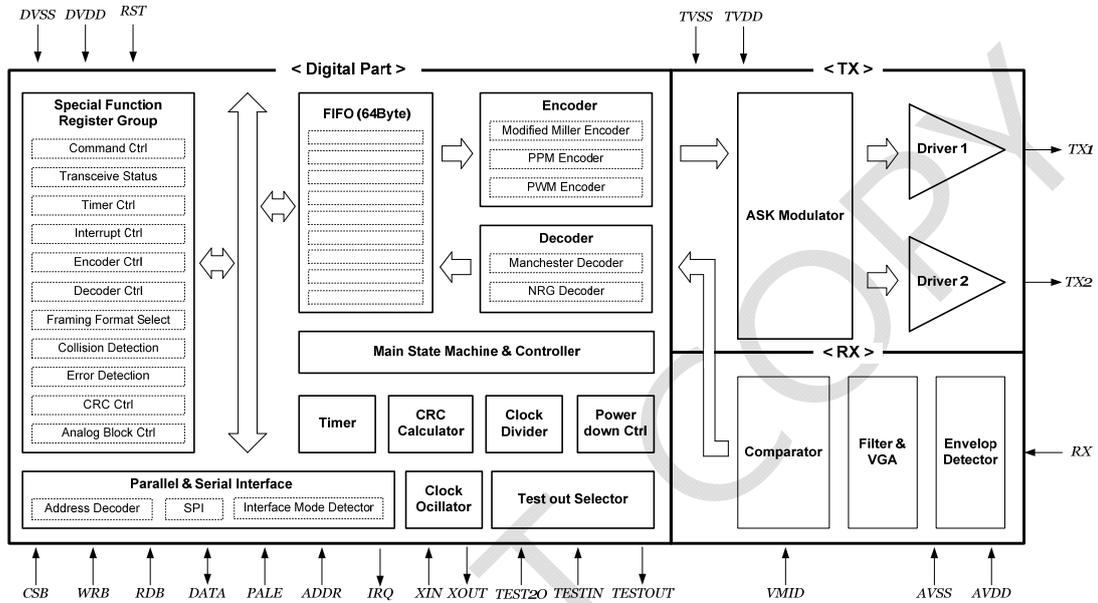 DVSS DVDD RST TVSS TVDD
< Digital Part > < TX >
Special Function
Register Group
Command Ctrl
Transceive Status
Timer Ctrl
Interrupt Ctrl
Encoder Ctrl
Decoder Ctrl
Framing Format Select
Collision Detection
Error Detection
CRC Ctrl
Analog Block Ctrl
FIFO (64Byte)
Encoder
Modified Miller Encoder
PPM Encoder
PWM Encoder
Decoder
Manchester Decoder
NRG Decoder
Main State Machine & Controller
Timer
CRC
Calculator
Clock
Divider
Power
down Ctrl
Parallel & Serial Interface
Address Decoder SPI Interface Mode Detector
Clock
Ocillator
Test out Selector
ASK Modulator
Driver 1
TX1
Driver 2
TX2
< RX >
Comparator
Filter &
VGA
Envelop
Detector
RX
CSB WRB RDB DATA PALE ADDR IRQ XIN XOUT TEST2O TESTIN TESTOUT VMID AVSS AVDD
T COPY